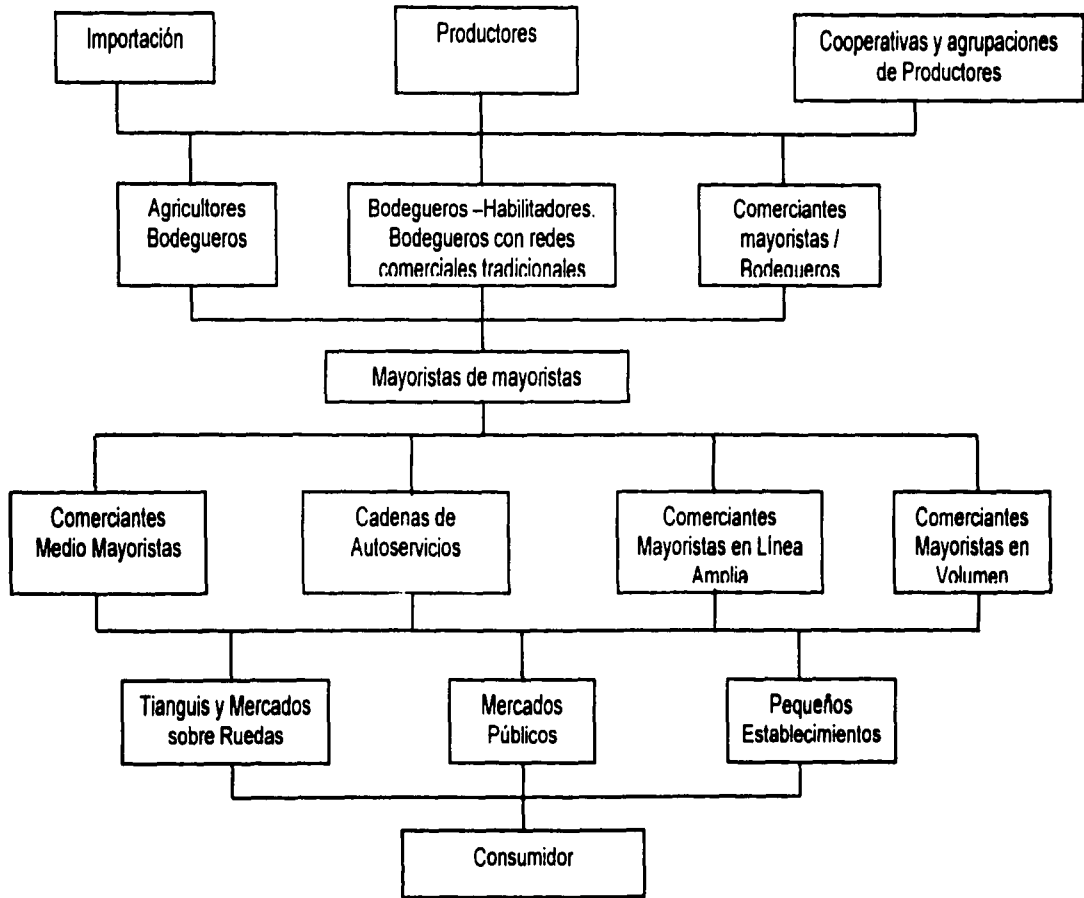 Importación
Productores
Cooperativas y agrupaciones
de Productores
Agricultores
Bodegueros
Bodegueros –Habilitadores.
Bodegueros con redes
comerciales tradicionales
Comerciantes
mayoristas /
Bodegueros
Mayoristas de mayoristas
Comerciantes
Medio Mayoristas
Cadenas de
Autoservicios
Comerciantes
Mayoristas en Línea
Amplia
Comerciantes
Mayoristas en
Volumen
Tianguis y Mercados
sobre Ruedas
Mercados
Públicos
Pequeños
Establecimientos
Consumidor